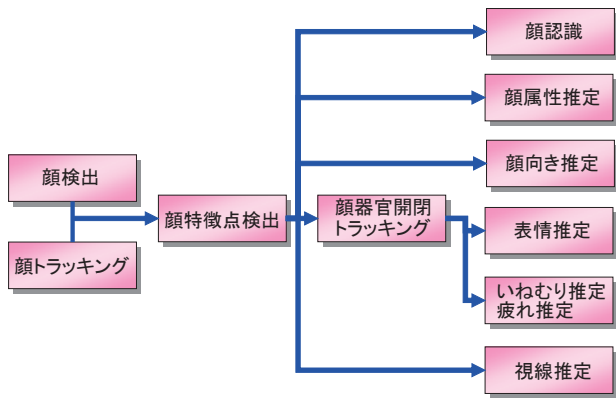 顔検出
顔トラッキング
顔特徴点検出
顔器官開閉
トラッキング
顔認識
顔属性推定
顔向き推定
表情推定
いねむり推定
疲れ推定
視線推定